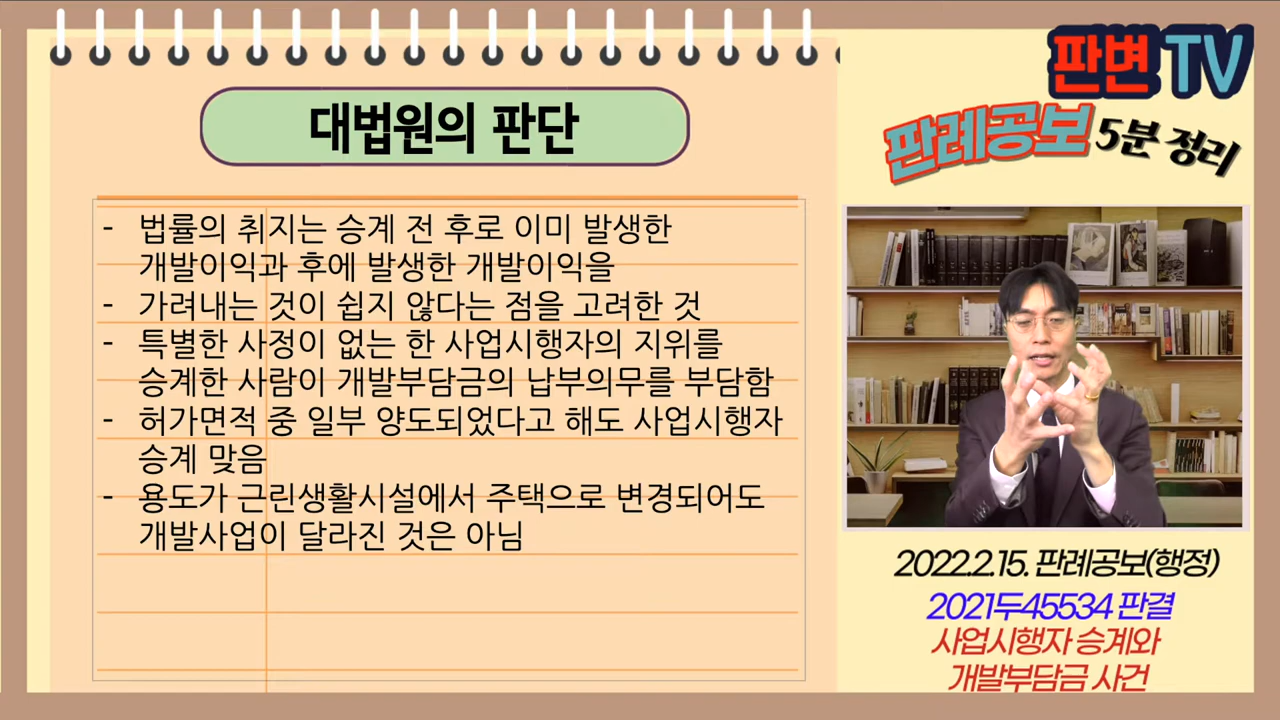 대법원의 판단
- 법률의 취지는 승계 전 후로 이미 발생한
개발이익과 후에 발생한 개발이익을
- 가려내는 것이 쉽지 않다는 점을 고려한 것
- 특별한 사정이 없는 한 사업시행자의 지위를
승계한 사람이 개발부담금의 납부의무를 부담함
- 허가면적 중 일부 양도되었다고 해도 사업시행자
승계 맞음
- 용도가 근린생활시설에서 주택으로 변경되어도
개발사업이 달라진 것은 아님
판변 TV
판례공보 5분 정리
2022.2.15. 판례공보(행정)
2021두45534 판결
사업시행자 승계와
개발부담금 사건